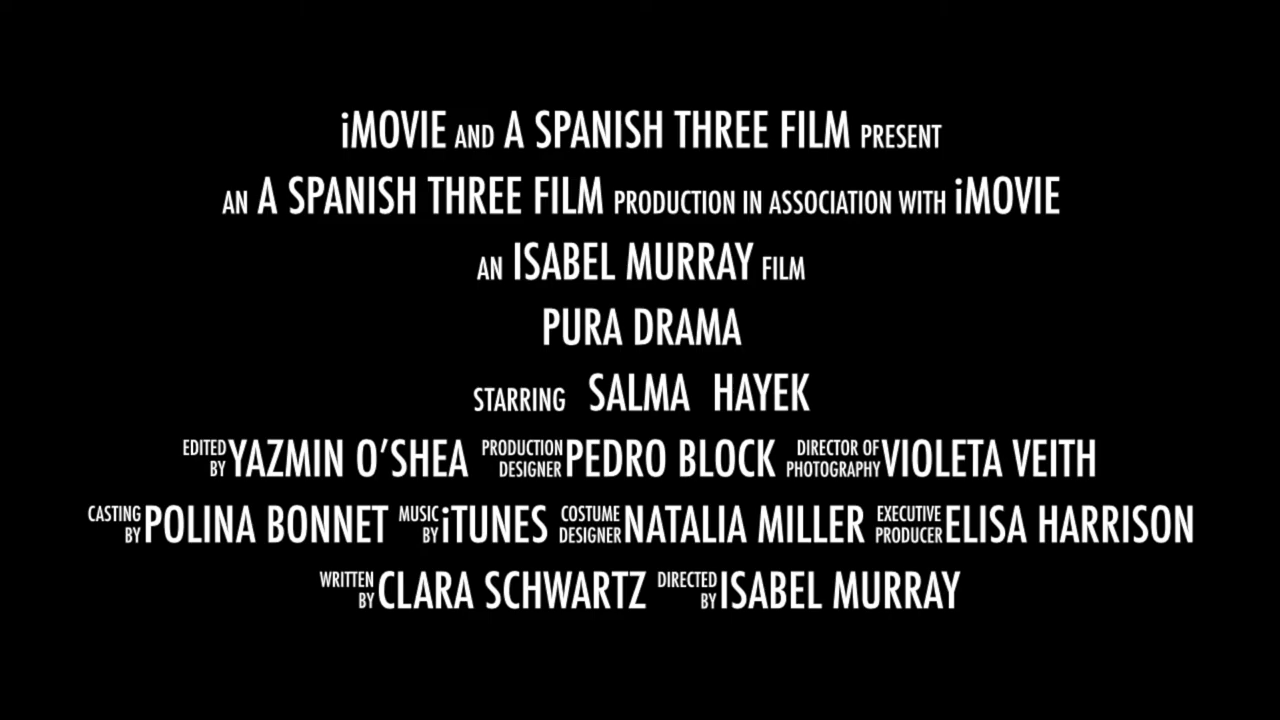 iMOVIE AND A SPANISH THREE FILM PRESENT
AN A SPANISH THREE FILM PRODUCTION IN ASSOCIATION WITH iMOVIE
AN ISABEL MURRAY FILM
PURA DRAMA
STARRING SALMA HAYEK
EDITED BY YAZMIN O'SHEA PRODUCTION DESIGNER PEDRO BLOCK DIRECTOR OF PHOTOGRAPHY VIOLETA VEITH
CASTING BY POLINA BONNET MUSIC BY iTUNES COSTUME DESIGNER NATALIA MILLER EXECUTIVE PRODUCER ELISA HARRISON
WRITTEN BY CLARA SCHWARTZ DIRECTED BY ISABEL MURRAY